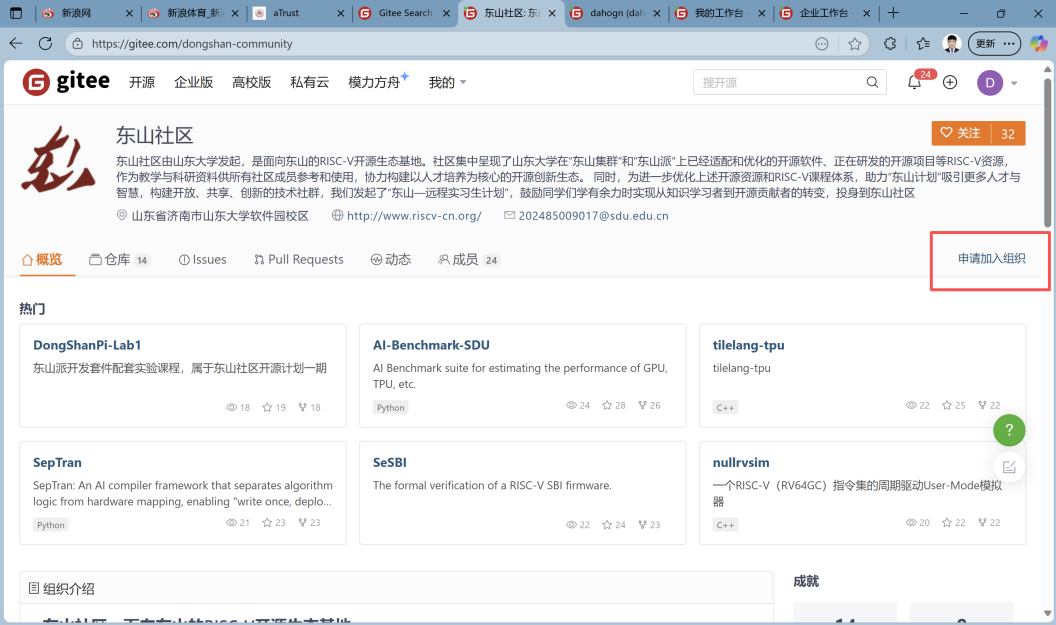 新浪网
新浪体育_新
aTrust
Gitee Search
东山社区: 东
dahogn (dah
我的工作台
企业工作台
https://gitee.com/dongshan-community
更新
gitee
开源
企业版
高校版
私有云
模力方舟
我的
搜开源
24
D
东山
东山社区
关注
32
东山社区由山东大学发起，是面向东山的RISC-V开源生态基地。社区集中呈现了山东大学在“东山集群”和“东山派”上已经适配和优化的开源软件、正在研发的开源项目等RISC-V资源，
作为教学与科研资料供所有社区成员参考和使用，协力构建以人才培养为核心的开源创新生态。 同时，为进一步优化上述开源资源和RISC-V课程体系，助力“东山计划”吸引更多人才与
智慧，构建开放、共享、创新的技术社群，我们发起了“东山—远程实习生计划”，鼓励同学们学有余力时实现从知识学习者到开源贡献者的转变，投身到东山社区
山东省济南市山东大学软件园校区
http://www.riscv-cn.org/
202485009017@sdu.edu.cn
概览
仓库 14
Issues
Pull Requests
动态
成员 24
申请加入组织
热门
DongShanPi-Lab1
东山派开发套件配套实验课程，属于东山社区开源计划一期
18 19 18
AI-Benchmark-SDU
AI Benchmark suite for estimating the performance of GPU,
TPU, etc.
Python
24 28 26
tilelang-tpu
tilelang-tpu
C++
22 25 22
?
SepTran
SepTran: An AI compiler framework that separates algorithm
logic from hardware mapping, enabling "write once, deplo...
Python
21 23 23
SeSBI
The formal verification of a RISC-V SBI firmware.
22 24 23
nullrvsim
一个RISC-V（RV64GC）指令集的周期驱动User-Mode模拟
器
C++
20 22 22
组织介绍
东山社区，面向东山的RISC-V开源生态基地
成就
14